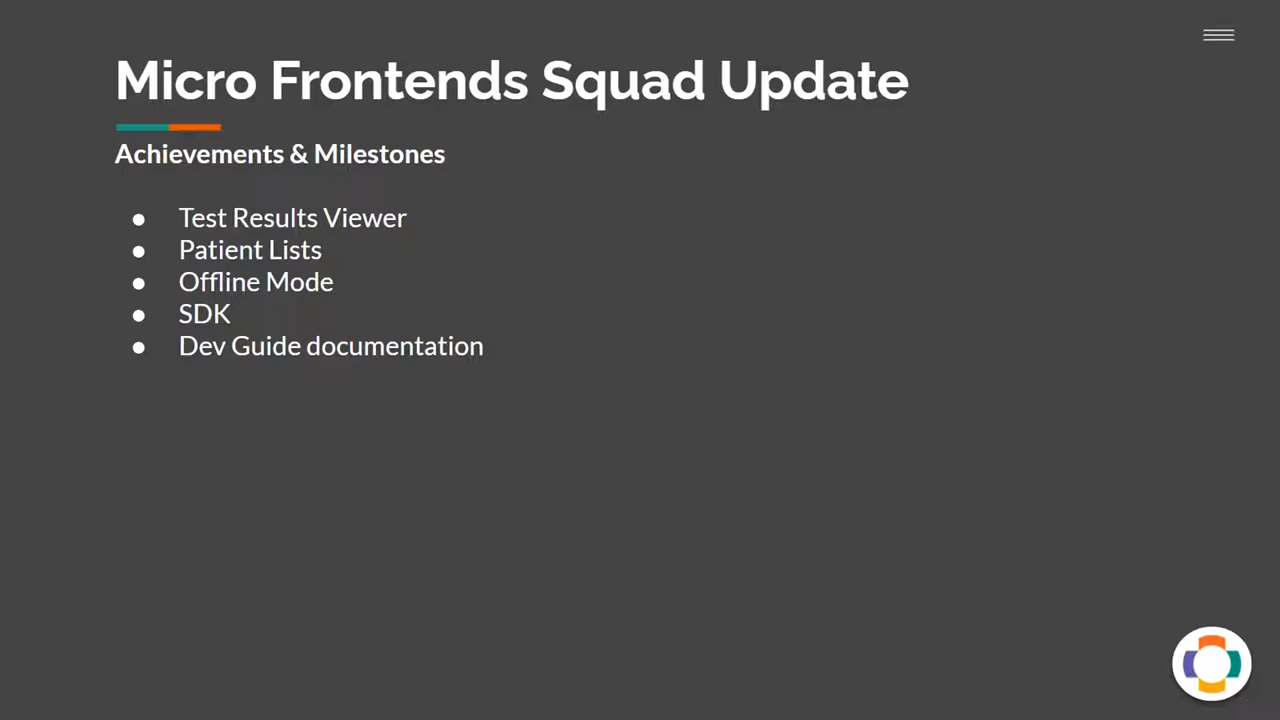 Micro Frontends Squad Update
Achievements & Milestones
● Test Results Viewer
● Patient Lists
● Offline Mode
● SDK
● Dev Guide documentation